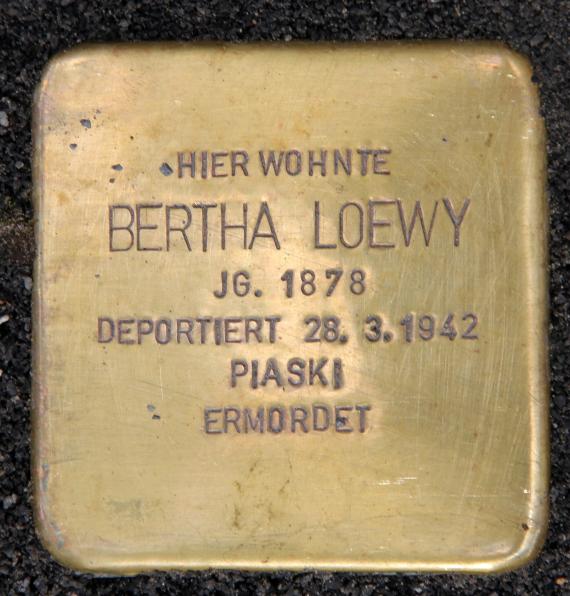 HIER WOHNTE
BERTHA LOEWY
JG. 1878
DEPORTIERT 28. 3. 1942
PIASKI
ERMORDET